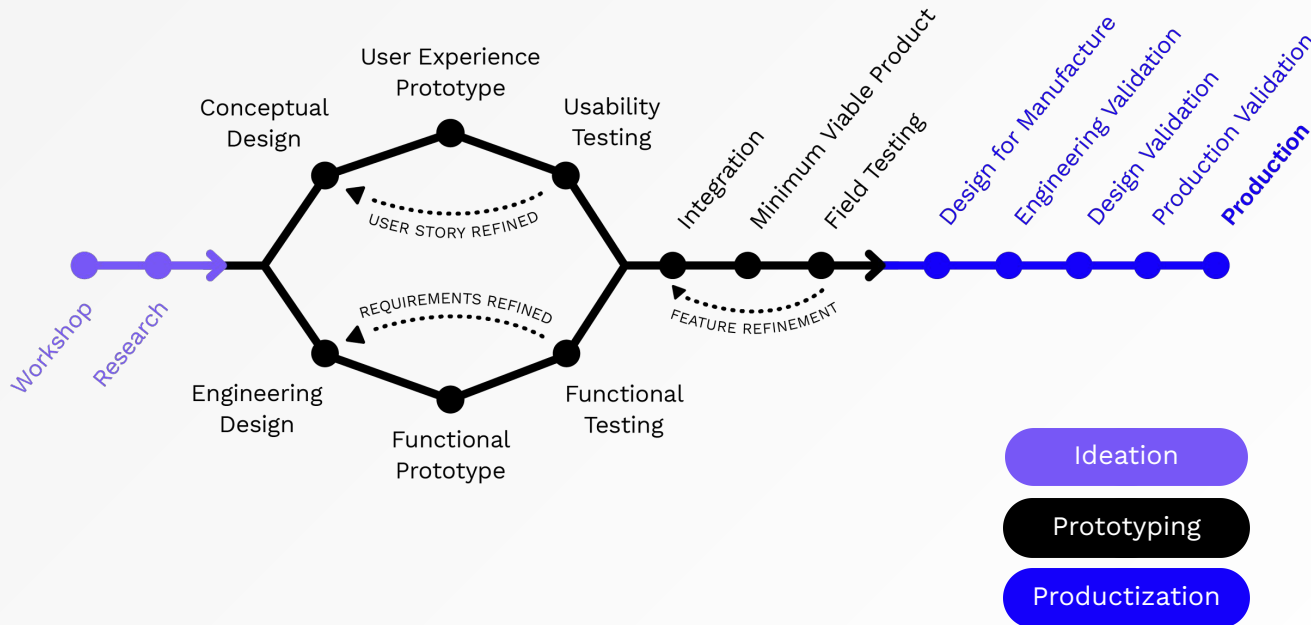 User Experience
Prototype
Conceptual
Design
Usability
Testing
USER STORY REFINED
Integration
Minimum Viable Product
Field Testing
Design for Manufacture
Engineering Validation
Design Validation
Production Validation
Production
Workshop
Research
REQUIREMENTS REFINED
FEATURE REFINEMENT
Engineering
Design
Functional
Prototype
Functional
Testing
Ideation
Prototyping
Productization